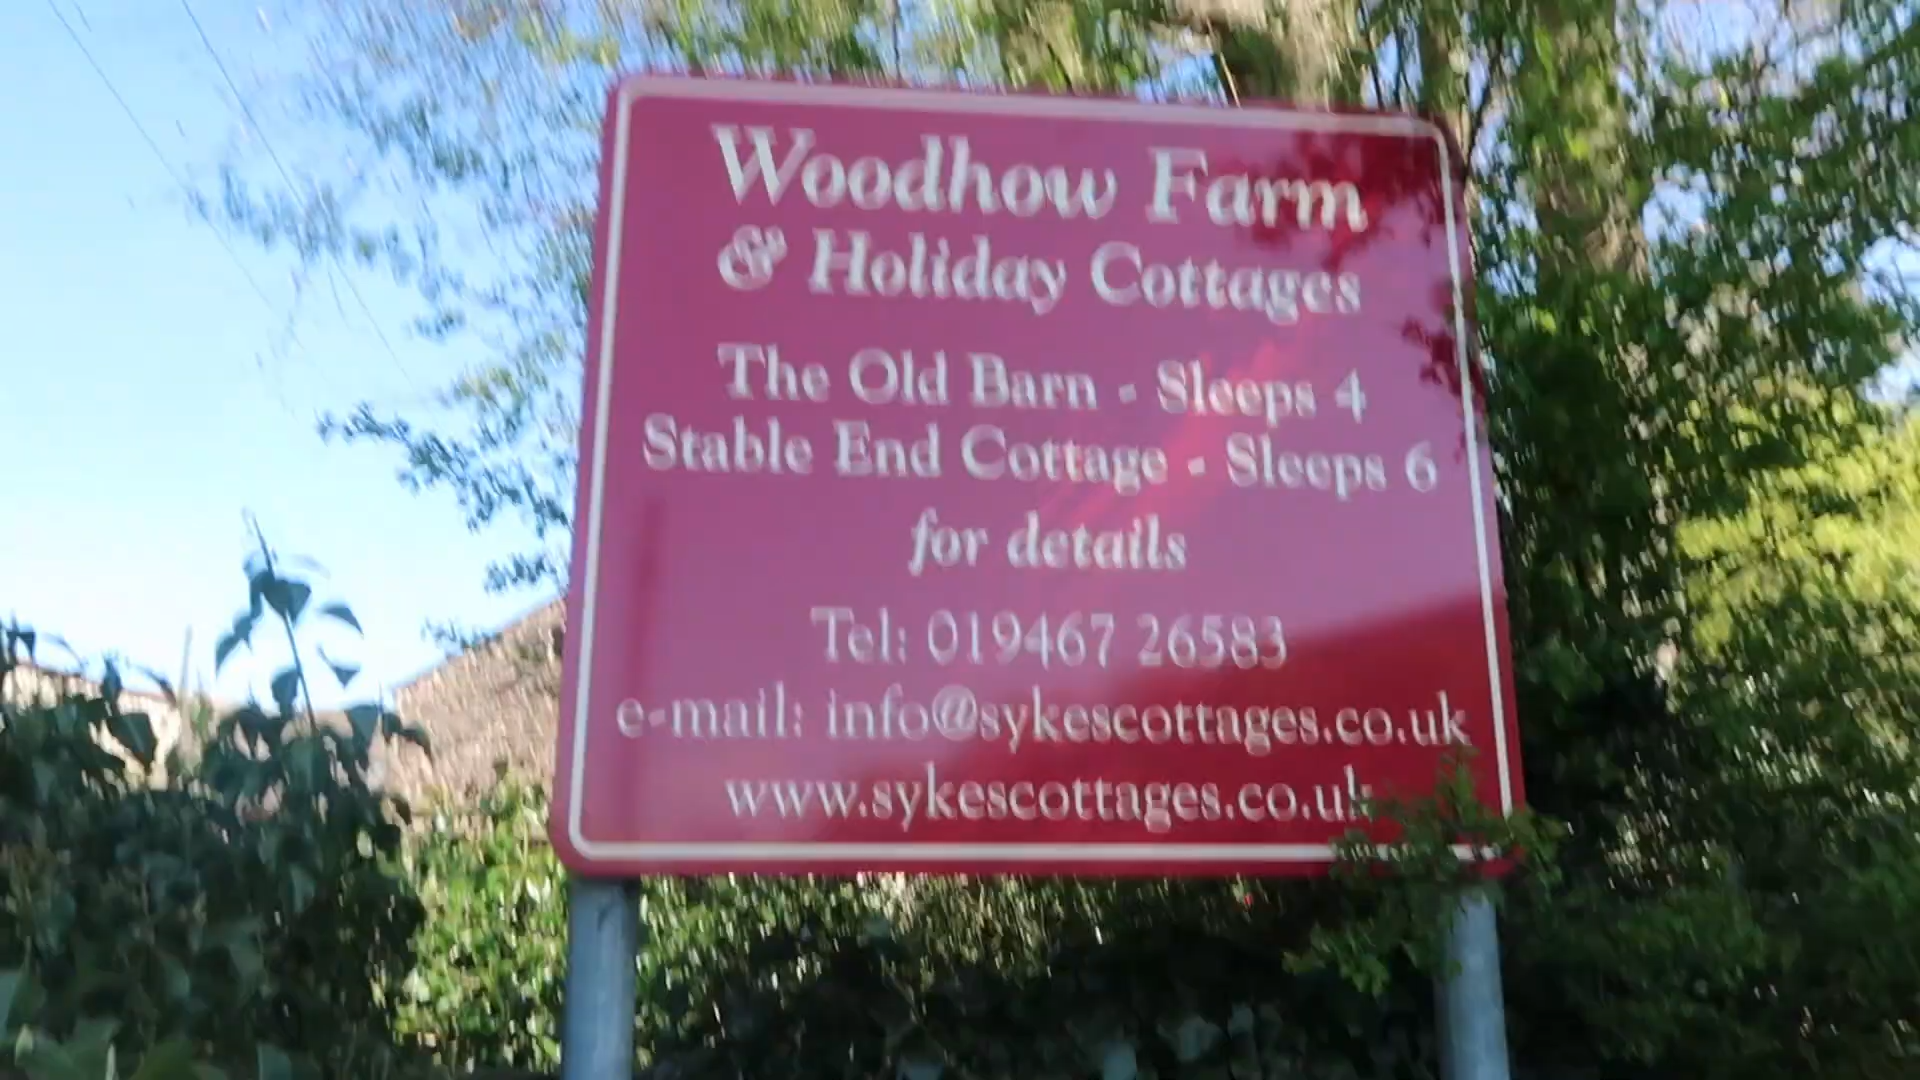 Woodhow Farm
& Holiday Cottages
The Old Barn - Sleeps 4
Stable End Cottage - Sleeps 6
for details
Tel: 019467 26583
e-mail: info@sykescottages.co.uk
www.sykescottages.co.uk